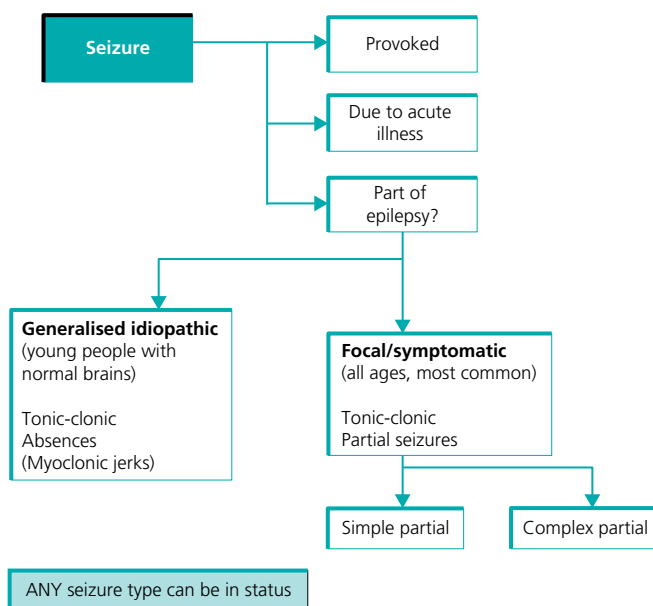 Seizure
Provoked
Due to acute
illness
Part of
epilepsy?
Generalised idiopathic
(young people with
normal brains)
Tonic-clonic
Absences
(Myoclonic jerks)
Focal/symptomatic
(all ages, most common)
Tonic-clonic
Partial seizures
Simple partial
Complex partial
ANY seizure type can be in status